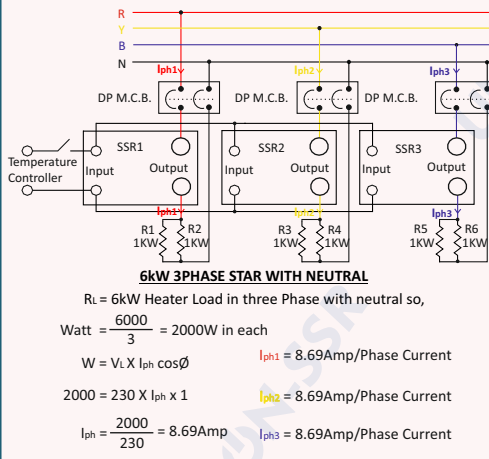 R
Y
B
N
Iph1 Iph2 Iph3
DP M.C.B. DP M.C.B. DP M.C.B.
SSR1 SSR2 SSR3
Temperature
Controller
Input Output Input Output Input Output
Iph1 Iph2 Iph3
R1 R2 R3 R4 R5 R6
1KW 1KW 1KW 1KW 1KW 1KW
6kW 3PHASE STAR WITH NEUTRAL
RL = 6kW Heater Load in three Phase with neutral so,
Watt = 6000/3 = 2000W in each
W = VL X Iph cosØ
Iph1 = 8.69Amp/Phase Current
2000 = 230 X Iph x 1
Iph2 = 8.69Amp/Phase Current
Iph = 2000/230 = 8.69Amp
Iph3 = 8.69Amp/Phase Current